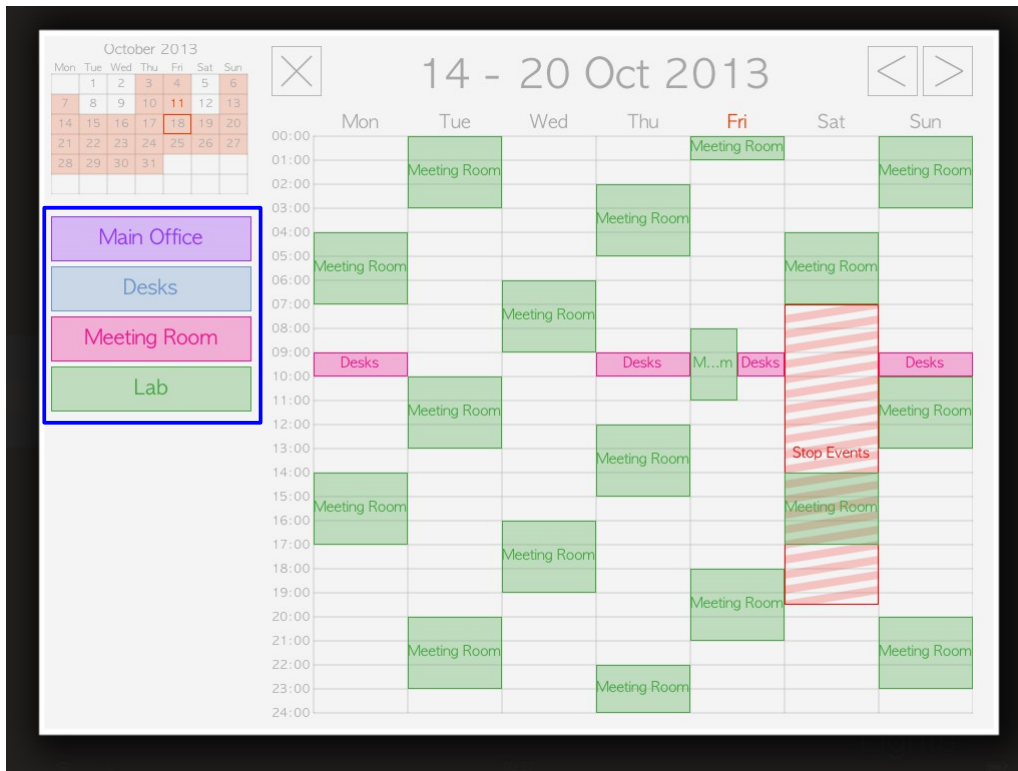 October 2013
Mon Tue Wed Thu Fri Sat Sun
1 2 3 4 5 6
7 8 9 10 11 12 13
14 15 16 17 18 19 20
21 22 23 24 25 26 27
28 29 30 31
Main Office
Desks
Meeting Room
Lab
14 - 20 Oct 2013
< >
Mon Tue Wed Thu Fri Sat Sun
00:00
Meeting Room
01:00
Meeting Room Meeting Room
02:00
03:00
Meeting Room
04:00
05:00
Meeting Room Meeting Room
06:00
07:00
Meeting Room
08:00
09:00
Desks Desks M...m Desks Desks
10:00
11:00
Meeting Room Meeting Room
12:00
13:00
Meeting Room Stop Events
14:00
15:00
Meeting Room Meeting Room
16:00
17:00
Meeting Room
18:00
19:00
Meeting Room
20:00
21:00
Meeting Room Meeting Room
22:00
23:00
Meeting Room
24:00